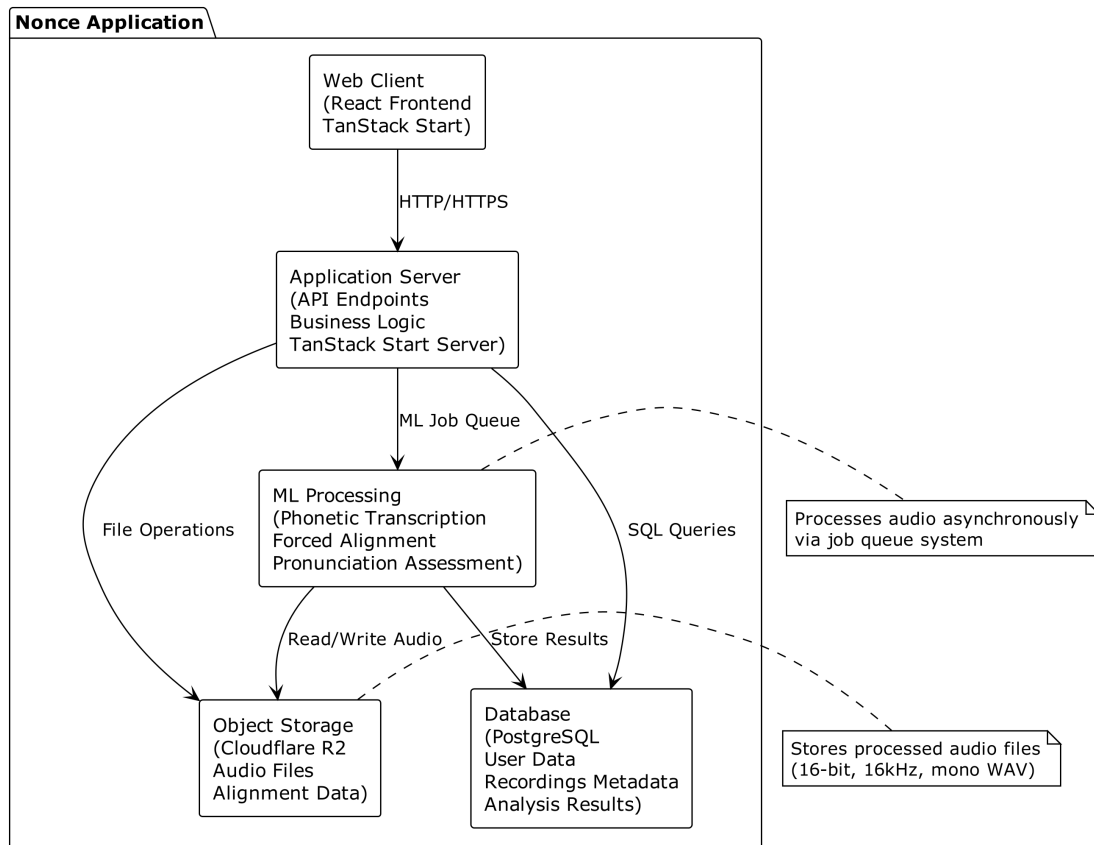 Nonce Application
Web Client
(React Frontend
TanStack Start)
HTTP/HTTPS
Application Server
(API Endpoints
Business Logic
TanStack Start Server)
ML Job Queue
ML Processing
(Phonetic Transcription
Forced Alignment
Pronunciation Assessment)
Processes audio asynchronously
via job queue system
File Operations
SQL Queries
Read/Write Audio
Store Results
Object Storage
(Cloudflare R2
Audio Files
Alignment Data)
Database
(PostgreSQL
User Data
Recordings Metadata
Analysis Results)
Stores processed audio files
(16-bit, 16kHz, mono WAV)